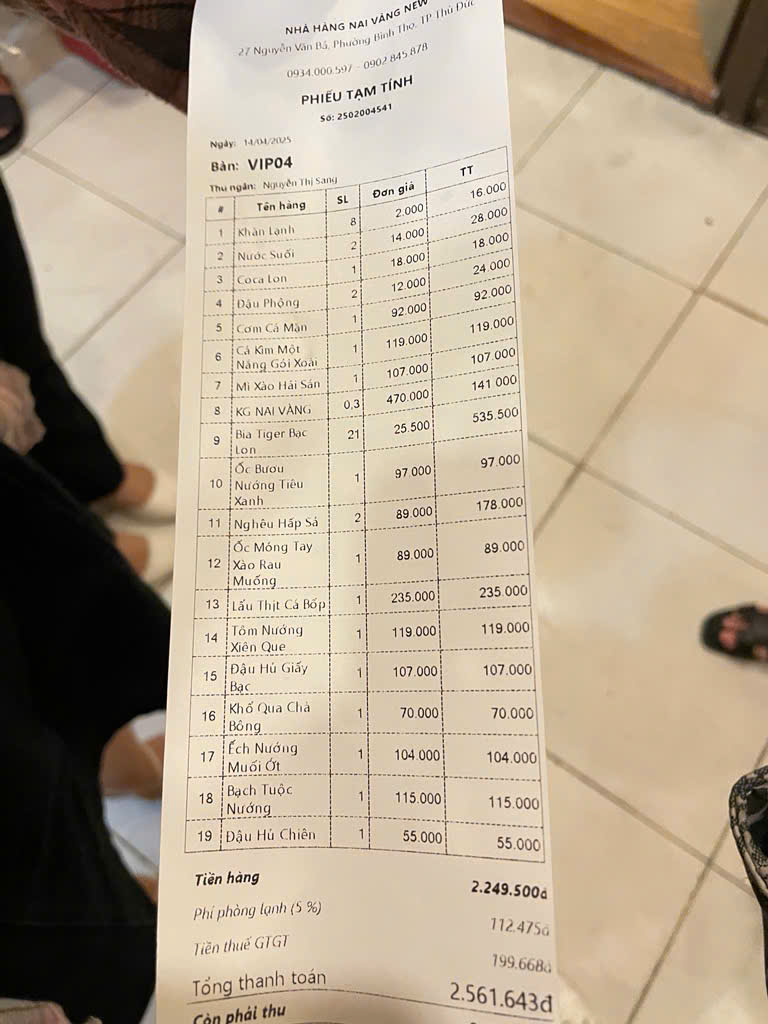 NHÀ HÀNG NAI VÀNG NEW
27 Nguyễn Văn Bá, Phường Bình Thọ, TP Thủ Đức
0934.000.597 - 0902.845.878
PHIẾU TẠM TÍNH
Số: 2502004541
Ngày: 14/04/2025
Bàn: VIP04
Thu ngân: Nguyễn Thị Sang
# Tên hàng SL Đơn giá TT
1 Khăn Lạnh 8 2.000 16.000
2 Nước Suối 2 14.000 28.000
3 Coca Lon 1 18.000 18.000
4 Đậu Phộng 2 12.000 24.000
5 Cơm Cá Mặn 1 92.000 92.000
6 Cá Kìm Một
Nắng Gỏi Xoài 1 119.000 119.000
7 Mì Xào Hải Sản 1 107.000 107.000
8 KG NAI VÀNG 0,3 470.000 141 000
9 Bia Tiger Bạc
Lon 21 25.500 535.500
10 Ốc Bươu
Nướng Tiêu
Xanh 1 97 000 97.000
11 Nghêu Hấp Sả 2 89.000 178.000
12 Ốc Móng Tay
Xào Rau
Muống 1 89.000 89.000
13 Lẩu Thịt Cá Bốp 1 235.000 235.000
14 Tôm Nướng
Xiên Que 1 119.000 119.000
15 Đậu Hủ Giấy
Bạc 1 107.000 107.000
16 Khổ Qua Chà
Bông 1 70.000 70.000
17 Ếch Nướng
Muối Ớt 1 104.000 104.000
18 Bạch Tuộc
Nướng 1 115.000 115.000
19 Đậu Hủ Chiên 1 55.000 55.000
Tiền hàng 2.249.500đ
Phí phòng lạnh (5 %) 112.475đ
Tiền thuế GTGT 199.668đ
Tổng thanh toán 2.561.643đ
Còn phải thu